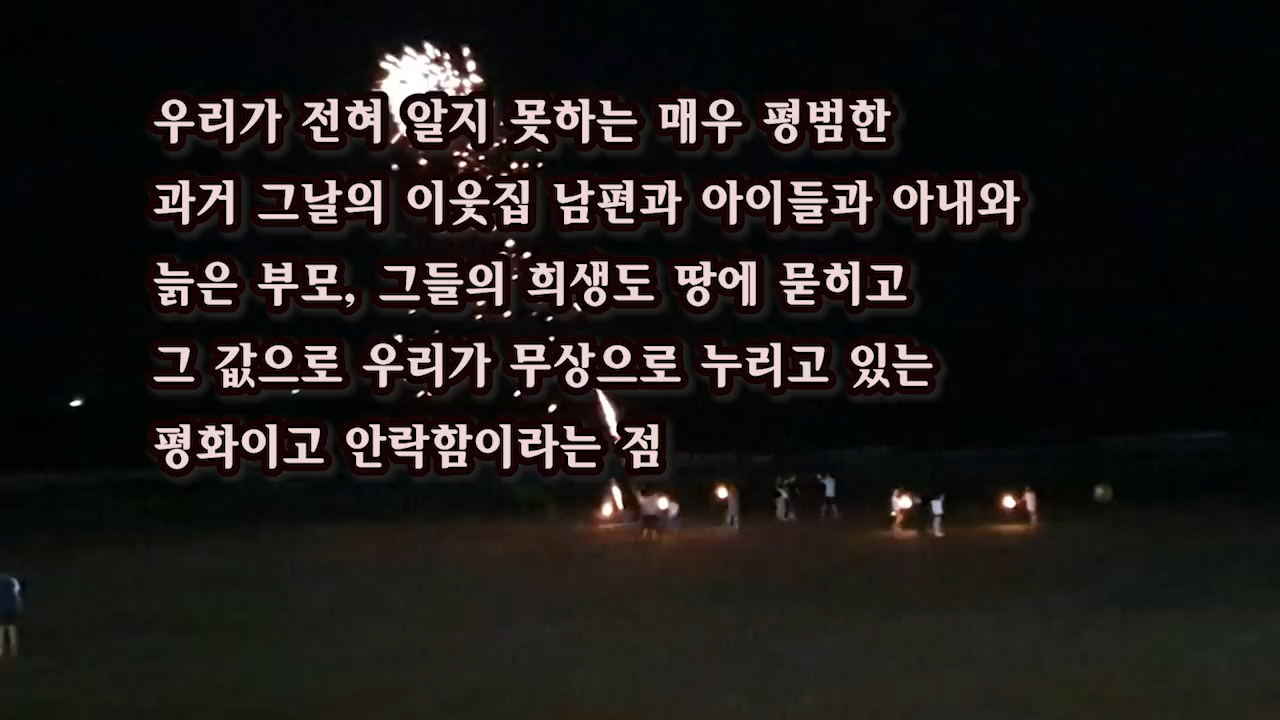 우리가 전혀 알지 못하는 매우 평범한
과거 그날의 이웃집 남편과 아이들과 아내와
늙은 부모, 그들의 희생도 땅에 묻히고
그 값으로 우리가 무상으로 누리고 있는
평화이고 안락함이라는 점